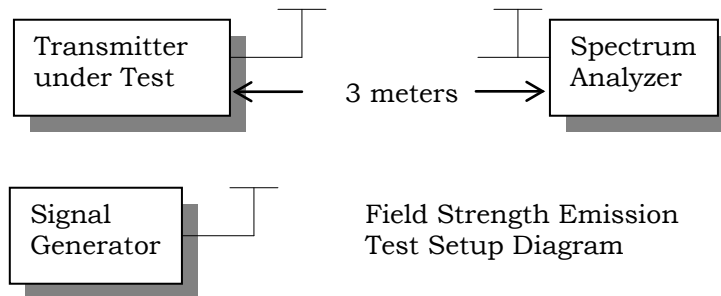 Transmitter
under Test
3 meters
Spectrum
Analyzer
Signal
Generator
Field Strength Emission
Test Setup Diagram